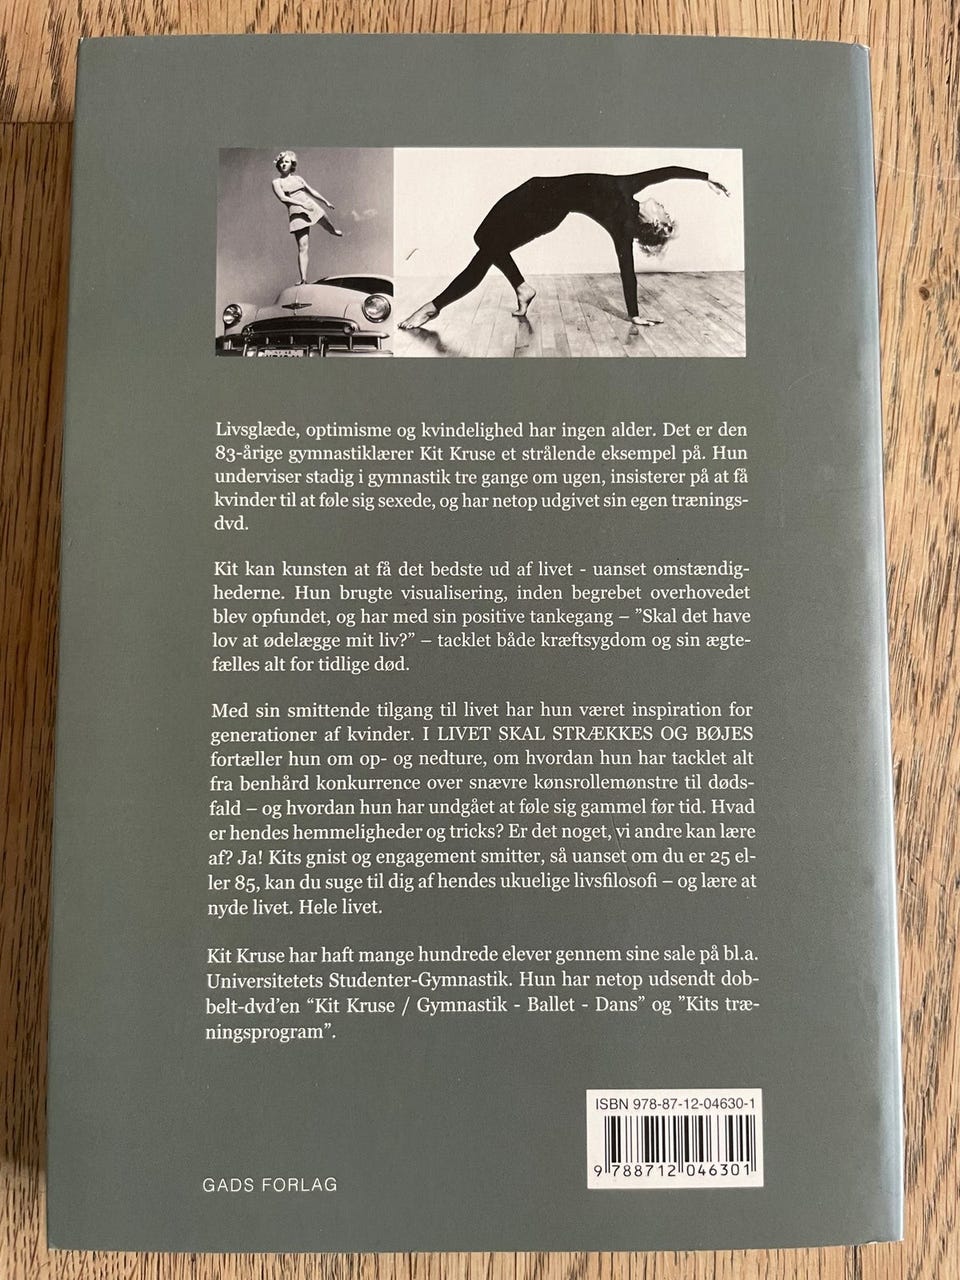 Livsglæde, optimisme og kvindelighed har ingen alder. Det er den
83-årige gymnastiklærer Kit Kruse et strålende eksempel på. Hun
underviser stadig i gymnastik tre gange om ugen, insisterer på at få
kvinder til at føle sig sexede, og har netop udgivet sin egen trænings-
dvd.
Kit kan kunsten at få det bedste ud af livet - uanset omstændig-
hederne. Hun brugte visualisering, inden begrebet overhovedet
blev opfundet, og har med sin positive tankegang – ”Skal det have
lov at ødelægge mit liv?” – tacklet både kræftsygdom og sin ægte-
fælles alt for tidlige død.
Med sin smittende tilgang til livet har hun været inspiration for
generationer af kvinder. I LIVET SKAL STRÆKKES OG BØJES
fortæller hun om op- og nedture, om hvordan hun har tacklet alt
fra benhård konkurrence over snævre kønsrollemønstre til døds-
fald – og hvordan hun har undgået at føle sig gammel før tid. Hvad
er hendes hemmeligheder og tricks? Er det noget, vi andre kan lære
af? Ja! Kits gnist og engagement smitter, så uanset om du er 25 el-
ler 85, kan du suge til dig af hendes ukuelige livsfilosofi – og lære at
nyde livet. Hele livet.
Kit Kruse har haft mange hundrede elever gennem sine sale på bl.a.
Universitetets Studenter-Gymnastik. Hun har netop udsendt dob-
belt-dvd’en “Kit Kruse / Gymnastik - Ballet - Dans” og ”Kits træ-
ningsprogram”.
ISBN 978-87-12-04630-1
9 788712 046301
GADS FORLAG